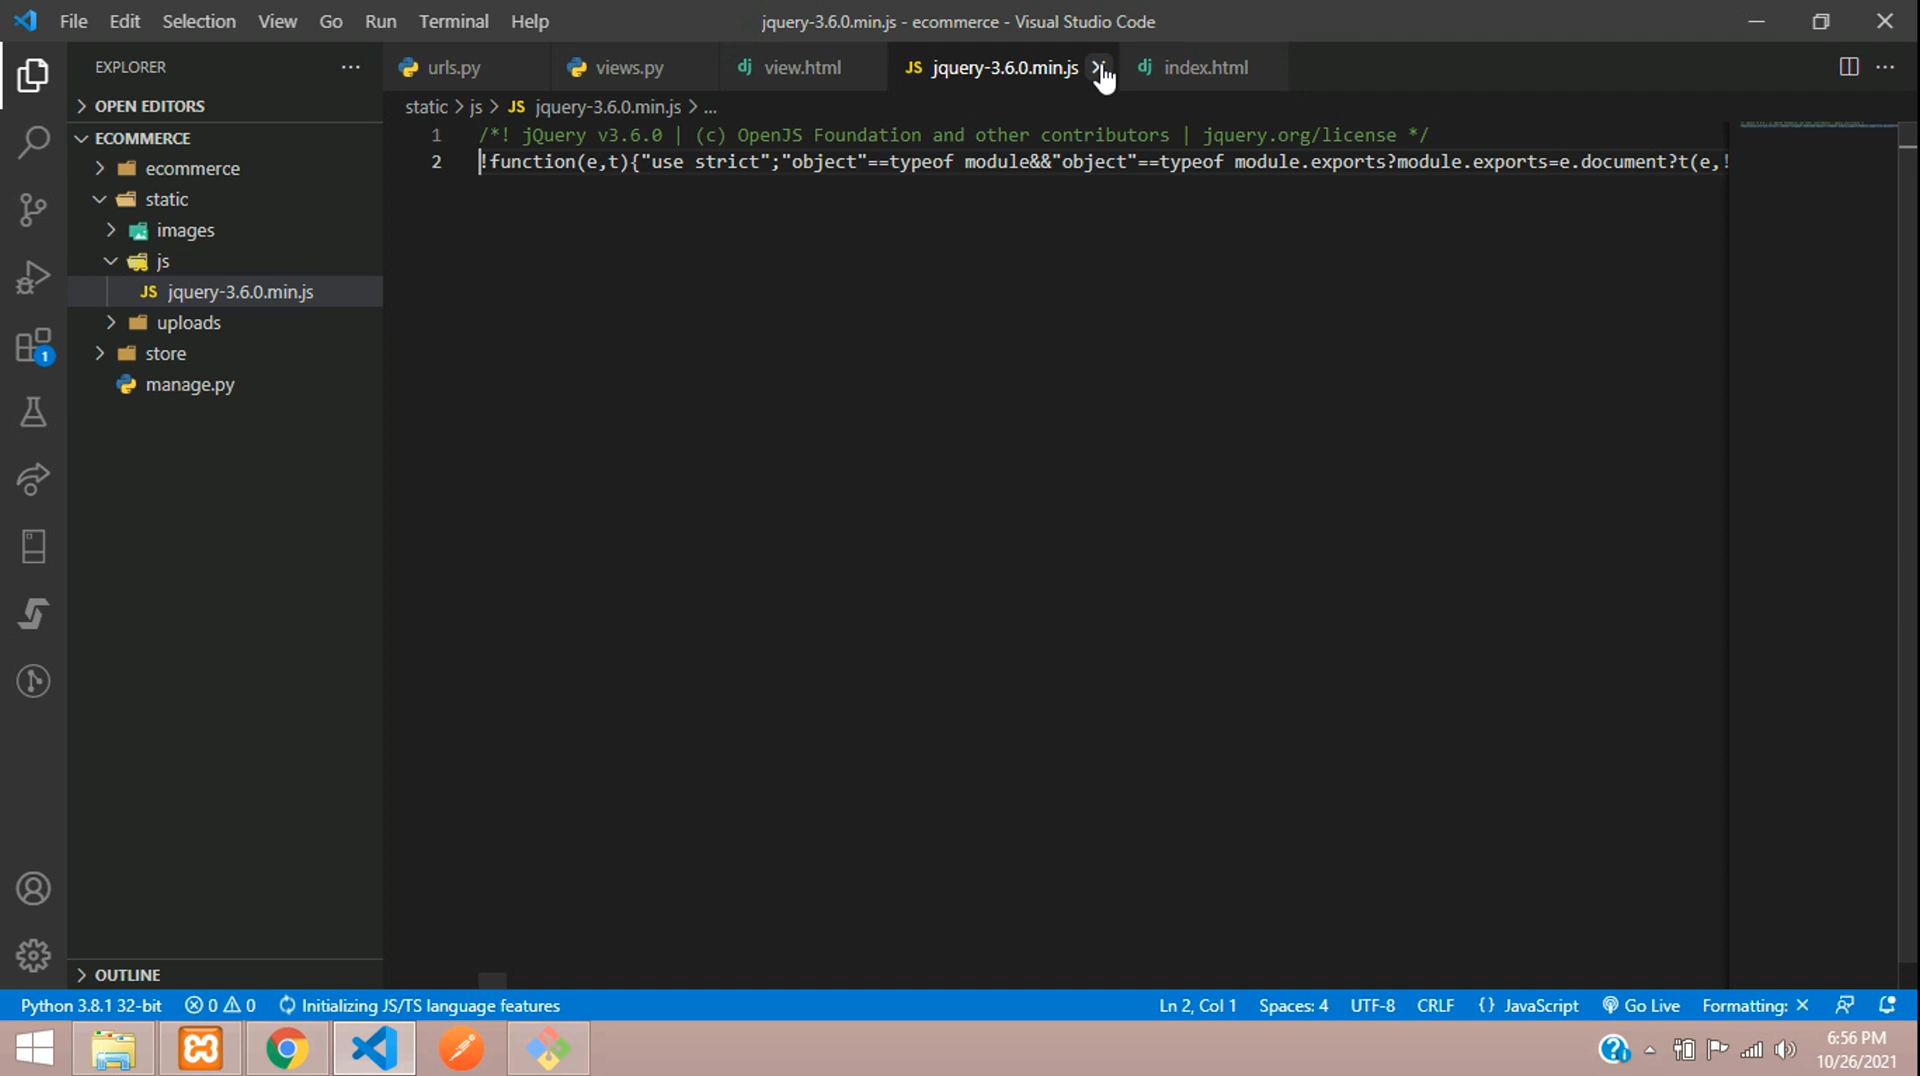 File Edit Selection View Go Run Terminal Help
jquery-3.6.0.min.js - ecommerce - Visual Studio Code
EXPLORER
urls.py
views.py
dj view.html
JS jquery-3.6.0.min.js
dj index.html
OPEN EDITORS
static > js > JS jquery-3.6.0.min.js > ...
ECOMMERCE
ecommerce
static
images
js
JS jquery-3.6.0.min.js
uploads
store
manage.py
1 /*! jQuery v3.6.0 | (c) OpenJS Foundation and other contributors | jquery.org/license */
2 !function(e,t){"use strict";"object"==typeof module&&"object"==typeof module.exports?module.exports=e.document?t(e,!
1
OUTLINE
Python 3.8.1 32-bit 0 0 Initializing JS/TS language features
Ln 2, Col 1 Spaces: 4 UTF-8 CRLF {} JavaScript Go Live Formatting: ×
6:56 PM
10/26/2021